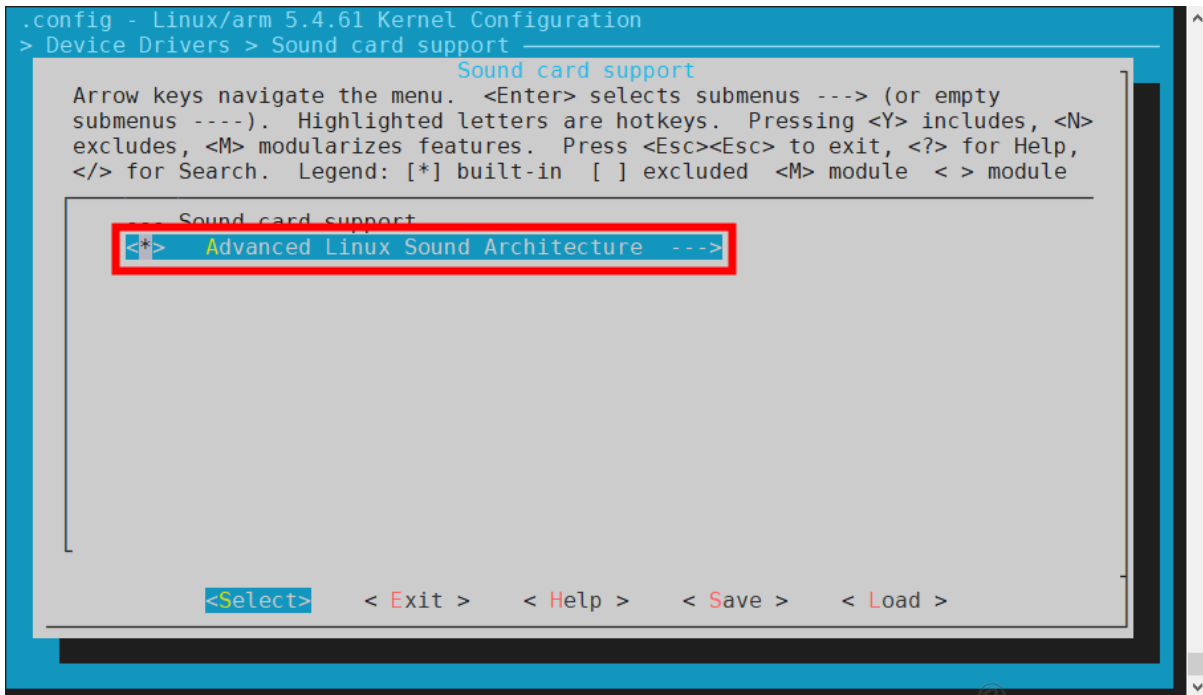 .config - Linux/arm 5.4.61 Kernel Configuration
> Device Drivers > Sound card support
Sound card support
Arrow keys navigate the menu. <Enter> selects submenus ---> (or empty
submenus ----). Highlighted letters are hotkeys. Pressing <Y> includes, <N>
excludes, <M> modularizes features. Press <Esc><Esc> to exit, <?> for Help,
</> for Search. Legend: [*] built-in [ ] excluded <M> module < > module
--- Sound card support
<*> Advanced Linux Sound Architecture --->
<Select> < Exit > < Help > < Save > < Load >